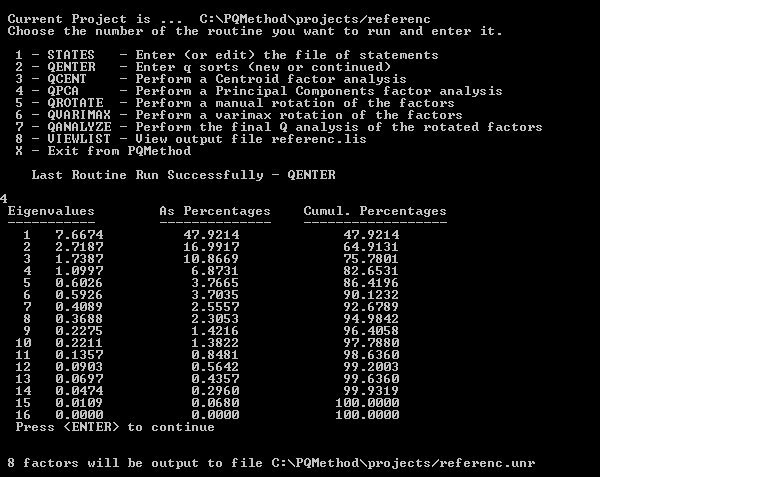 Current Project is ...  C:\PQMethod\projects/referenc
Choose the number of the routine you want to run and enter it.
1 - STATES   - Enter (or edit) the file of statements
2 - QENTER   - Enter q sorts (new or continued)
3 - QCENT    - Perform a Centroid factor analysis
4 - QPCA     - Perform a Principal Components factor analysis
5 - QROTATE  - Perform a manual rotation of the factors
6 - QVARIMAX - Perform a varimax rotation of the factors
7 - QANALYZE - Perform the final Q analysis of the rotated factors
8 - VIEWLIST - View output file referenc.lis
X - Exit from PQMethod
Last Routine Run Successfully - QENTER
4
Eigenvalues        As Percentages    Cumul. Percentages
-----------        --------------    ------------------
1   7.6674         47.9214         47.9214
2   2.7187         16.9917         64.9131
3   1.7387         10.8669         75.7801
4   1.0997          6.8731         82.6531
5   0.6026          3.7665         86.4196
6   0.5926          3.7035         90.1232
7   0.4089          2.5557         92.6789
8   0.3688          2.3053         94.9842
9   0.2275          1.4216         96.4058
10   0.2211          1.3822         97.7880
11   0.1357          0.8481         98.6360
12   0.0903          0.5642         99.2003
13   0.0697          0.4357         99.6360
14   0.0474          0.2960         99.9319
15   0.0109          0.0680        100.0000
16   0.0000          0.0000        100.0000
Press <ENTER> to continue
8 factors will be output to file C:\PQMethod\projects/referenc.unr